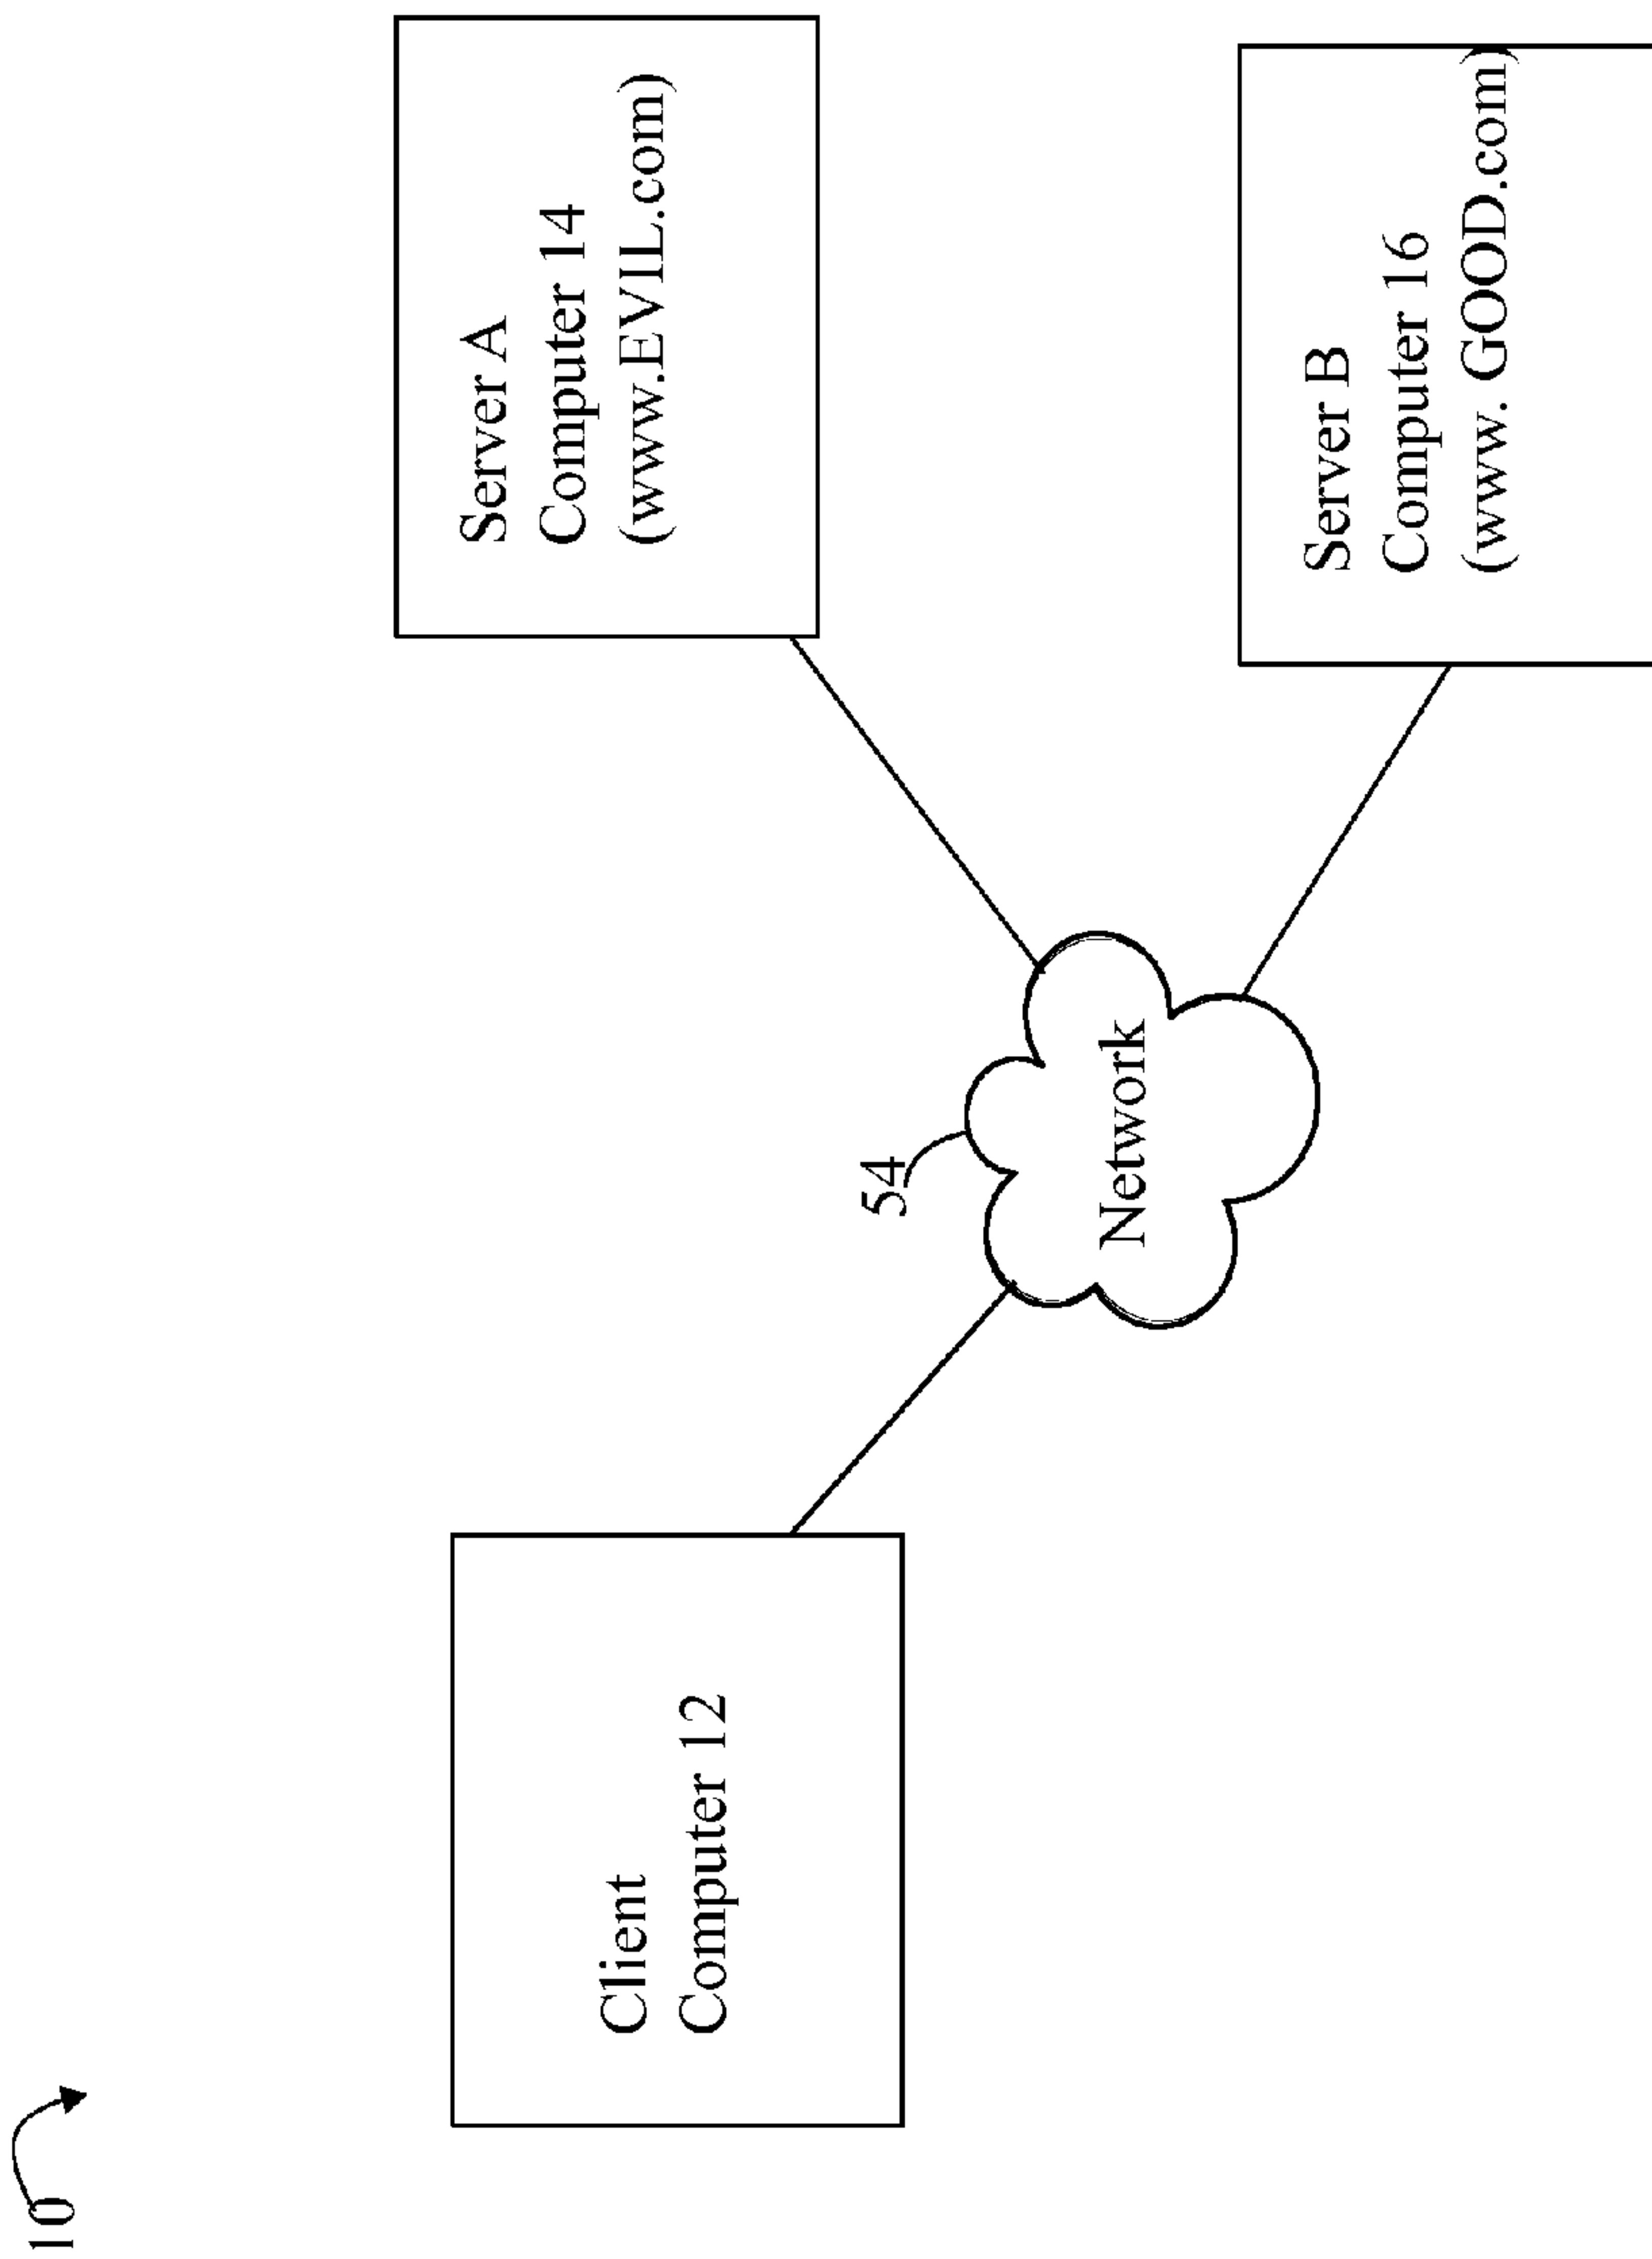 10
Client
Computer 12
54
Network
Server A
Computer 14
(www.EVIL.com)
Server B
Computer 16
(www. GOOD.com)